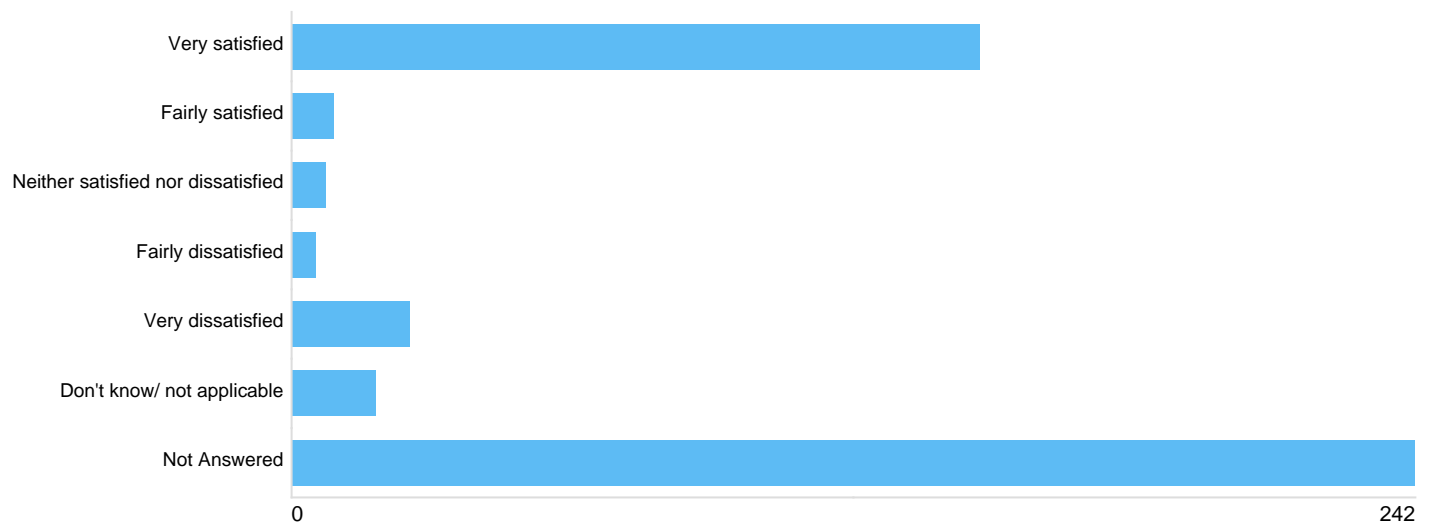 Very satisfied
Fairly satisfied
Neither satisfied nor dissatisfied
Fairly dissatisfied
Very dissatisfied
Don't know/ not applicable
Not Answered
0
242